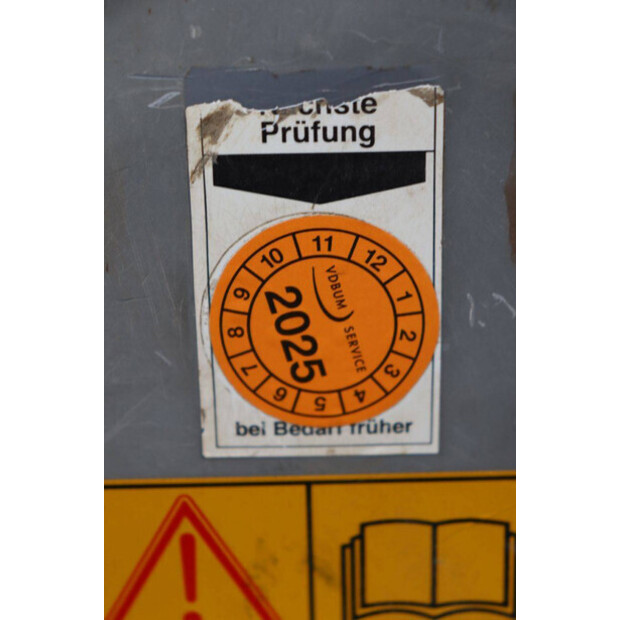 Nächste
Prüfung
10 11 12 1 2 3 4 5 6 7 8 9
VDBUM SERVICE
2025
bei Bedarf früher